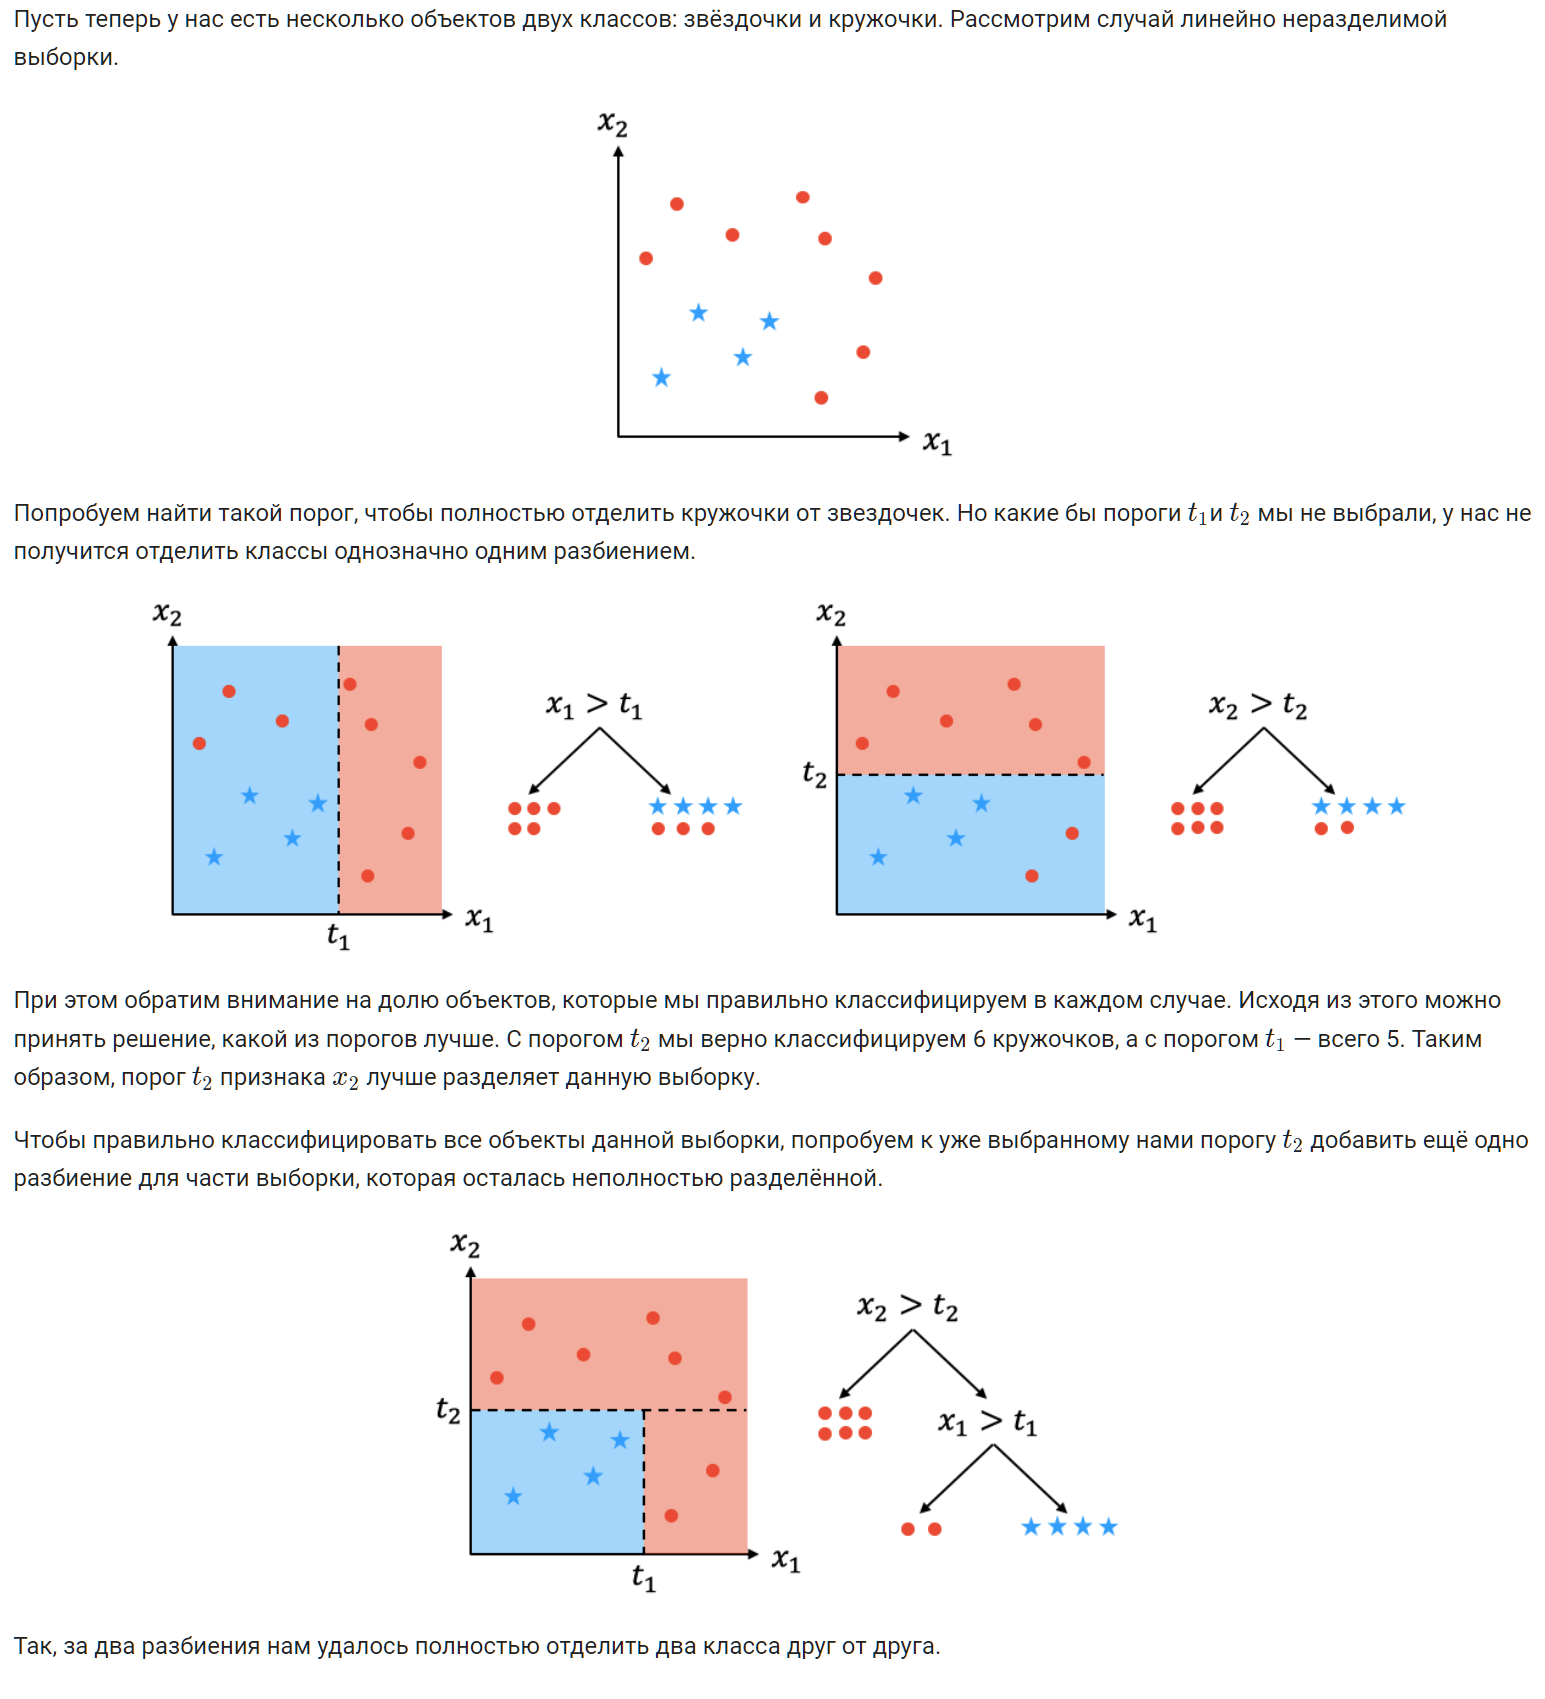 Пусть теперь у нас есть несколько объектов двух классов: звёздочки и кружочки. Рассмотрим случай линейно неразделимой
выборки.
x₂
x₁
Попробуем найти такой порог, чтобы полностью отделить кружочки от звездочек. Но какие бы пороги t₁и t₂ мы не выбрали, у нас не
получится отделить классы однозначно одним разбиением.
x₂
x₁ > t₁
x₁
t₁
x₂
x₂ > t₂
t₂
x₁
При этом обратим внимание на долю объектов, которые мы правильно классифицируем в каждом случае. Исходя из этого можно
принять решение, какой из порогов лучше. С порогом t₂ мы верно классифицируем 6 кружочков, а с порогом t₁ — всего 5. Таким
образом, порог t₂ признака x₂ лучше разделяет данную выборку.
Чтобы правильно классифицировать все объекты данной выборки, попробуем к уже выбранному нами порогу t₂ добавить ещё одно
разбиение для части выборки, которая осталась неполностью разделённой.
x₂
x₂ > t₂
t₂
x₁ > t₁
x₁
t₁
Так, за два разбиения нам удалось полностью отделить два класса друг от друга.